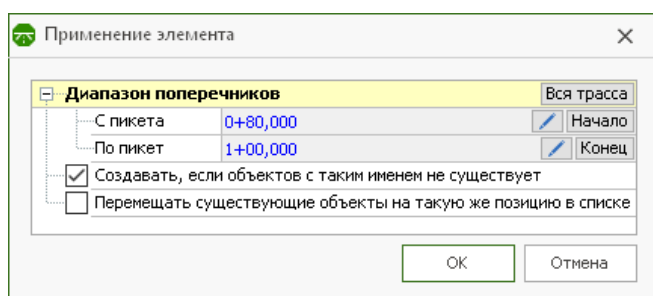 Применение элемента
Диапазон поперечников Вся трасса
С пикета 0+80,000 Начало
По пикет 1+00,000 Конец
Создавать, если объектов с таким именем не существует
Перемещать существующие объекты на такую же позицию в списке
ОК Отмена